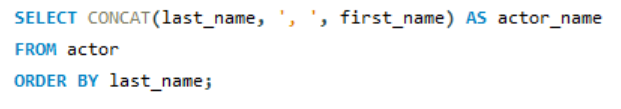 SELECT CONCAT(last_name, ', ', first_name) AS actor_name
FROM actor
ORDER BY last_name;